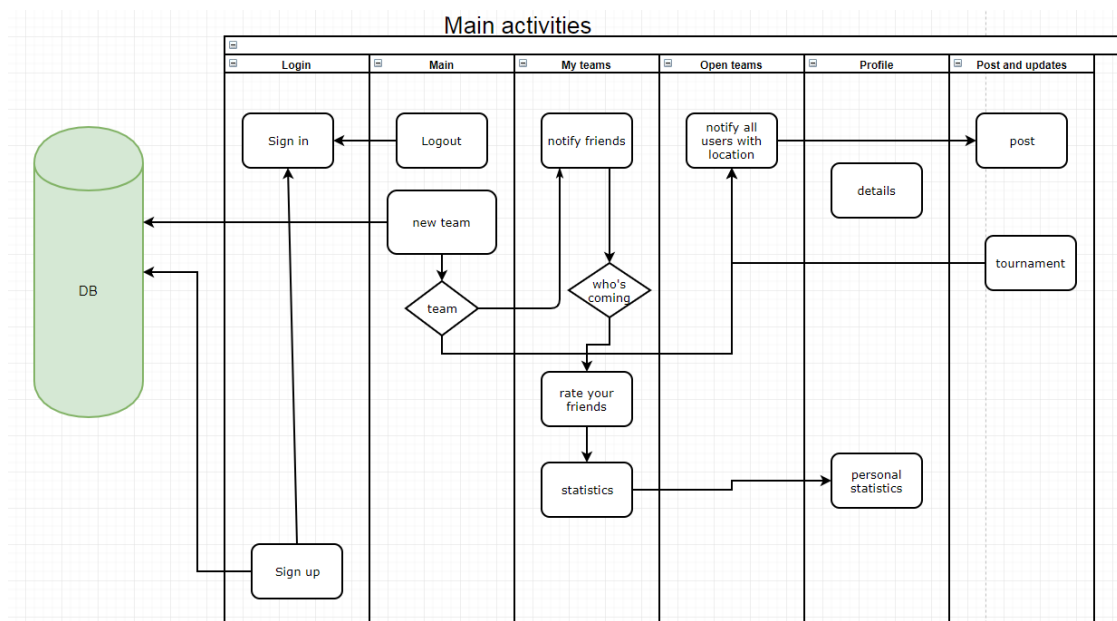 Main activities
Login
Main
My teams
Open teams
Profile
Post and updates
Sign in
Logout
notify friends
notify all
users with
location
post
details
new team
tournament
DB
team
who's
coming
rate your
friends
statistics
personal
statistics
Sign up